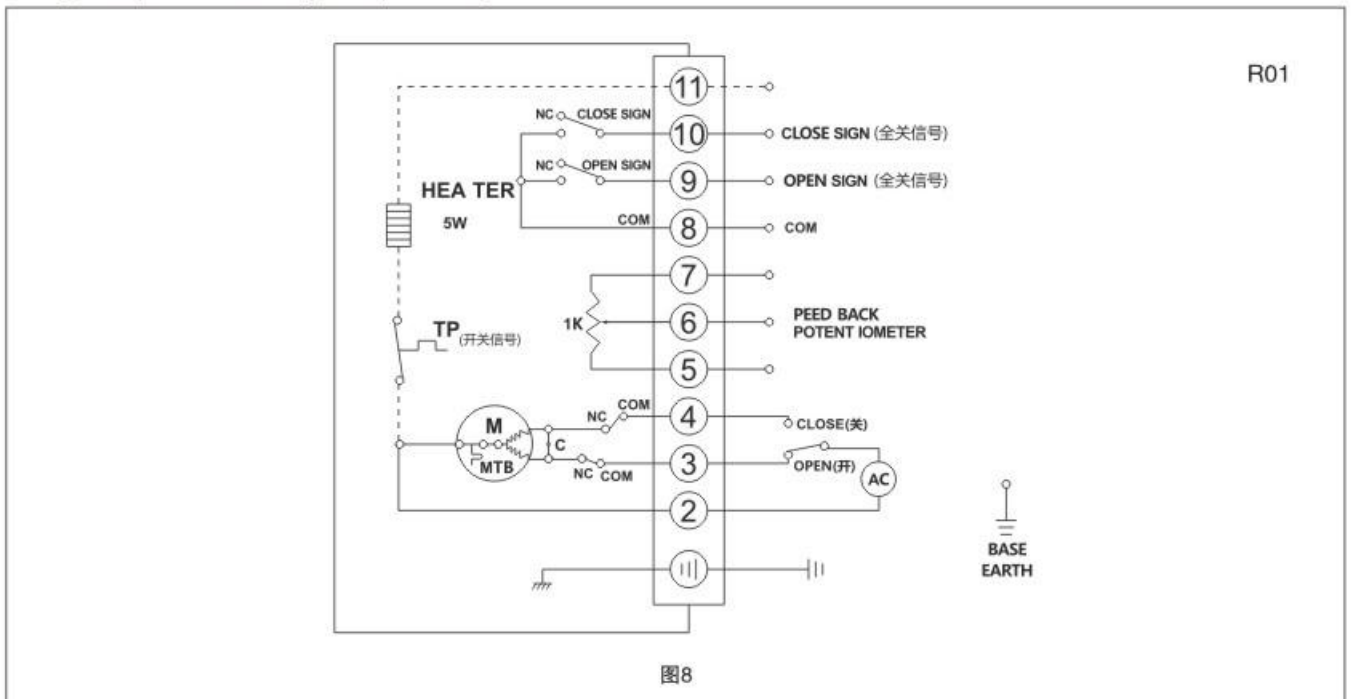 R01
11
NC CLOSE SIGN
10
CLOSE SIGN (全关信号)
NC OPEN SIGN
9
OPEN SIGN (全关信号)
HEA TER
5W
COM
8
COM
7
1K
6
PEED BACK
POTENT IOMETER
5
TP (开关信号)
COM
NC
4
CLOSE(关)
M
MTB
C
NC COM
3
OPEN(开)
AC
2
BASE
EARTH
图8